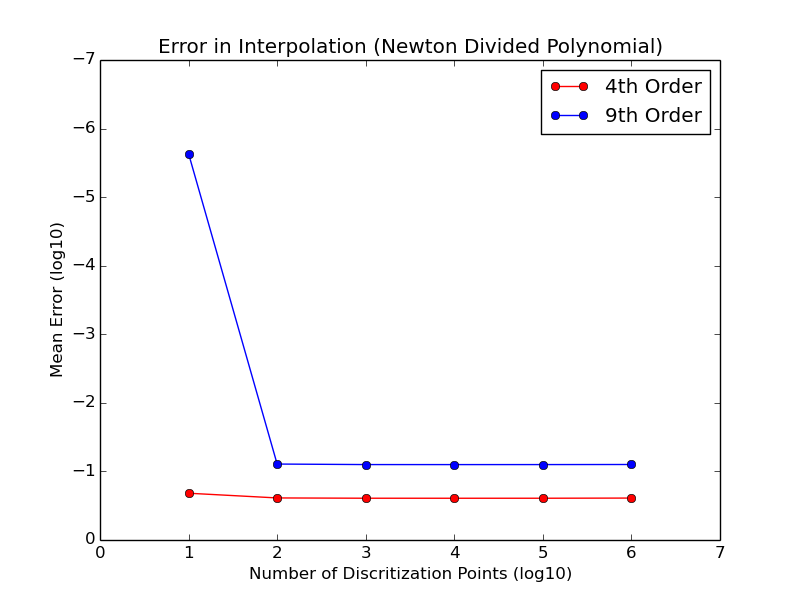 Error in Interpolation (Newton Divided Polynomial)
4th Order
9th Order
Mean Error (log10)
−7
−6
−5
−4
−3
−2
−1
0
0 1 2 3 4 5 6 7
Number of Discritization Points (log10)